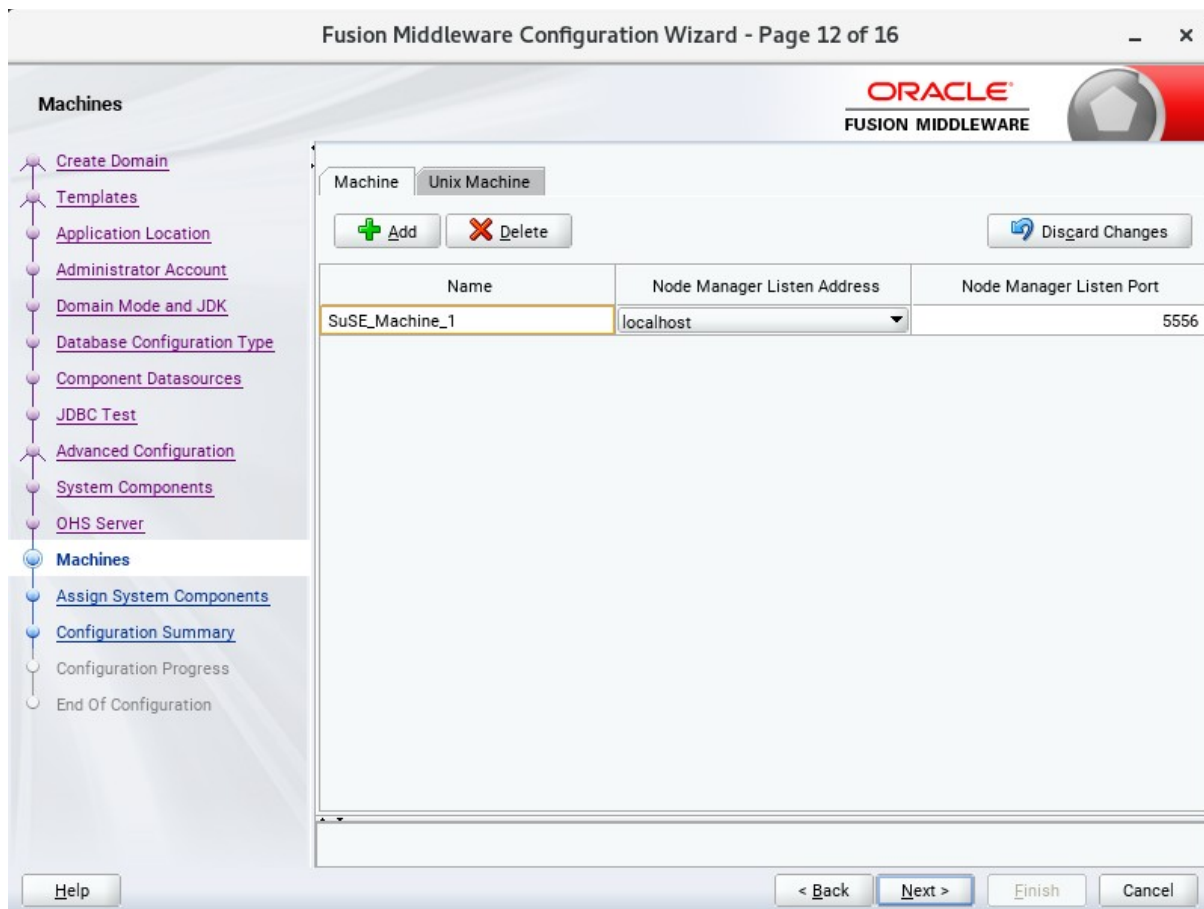 Fusion Middleware Configuration Wizard - Page 12 of 16
Machines
ORACLE
FUSION MIDDLEWARE
Create Domain
Templates
Application Location
Administrator Account
Domain Mode and JDK
Database Configuration Type
Component Datasources
JDBC Test
Advanced Configuration
System Components
OHS Server
Machines
Assign System Components
Configuration Summary
Configuration Progress
End Of Configuration
Machine Unix Machine
Add Delete Discard Changes
Name Node Manager Listen Address Node Manager Listen Port
SuSE_Machine_1 localhost 5556
Help < Back Next > Finish Cancel